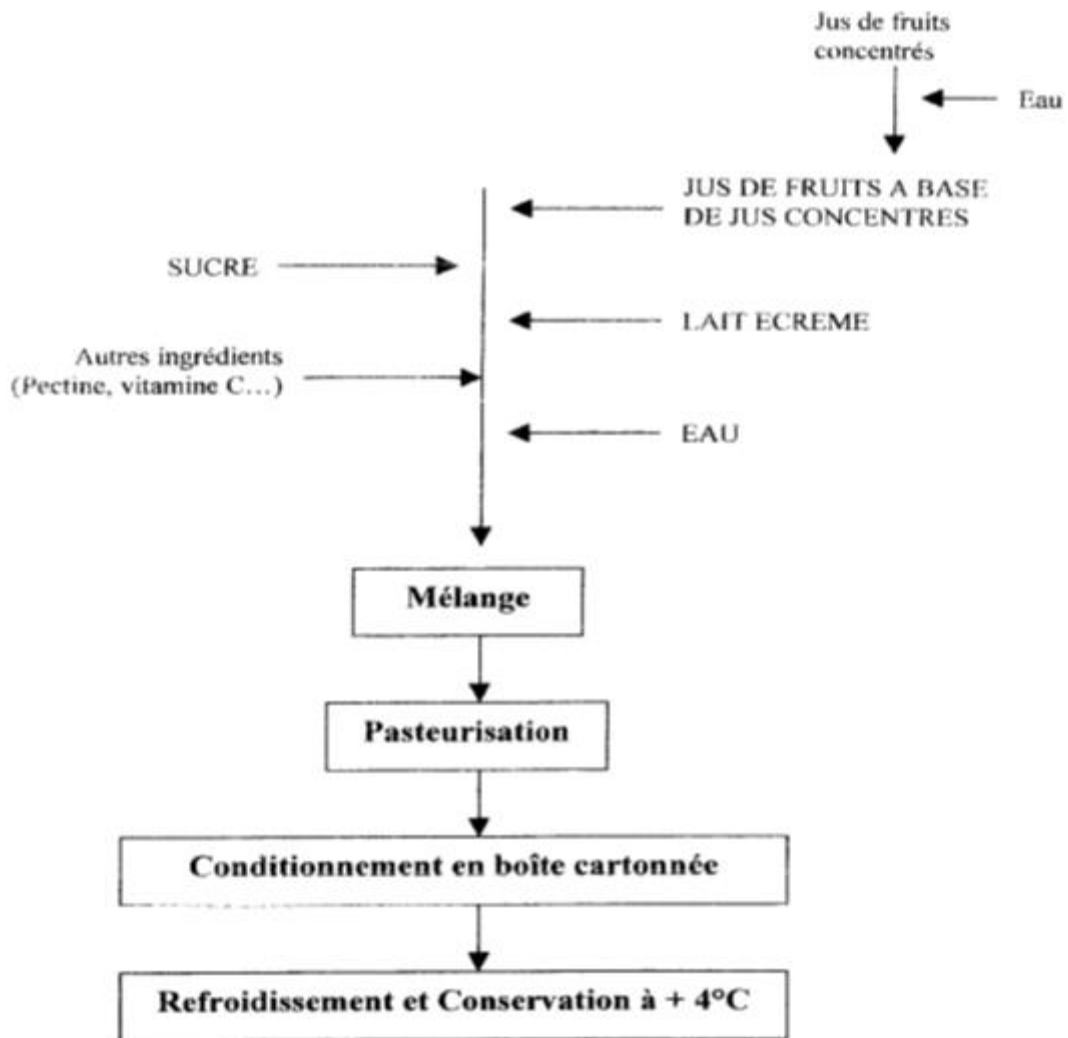 Jus de fruits
concentrés
Eau
JUS DE FRUITS A BASE
DE JUS CONCENTRES
SUCRE
LAIT ECREME
Autres ingrédients
(Pectine, vitamine C…)
EAU
Mélange
Pasteurisation
Conditionnement en boîte cartonnée
Refroidissement et Conservation à + 4°C